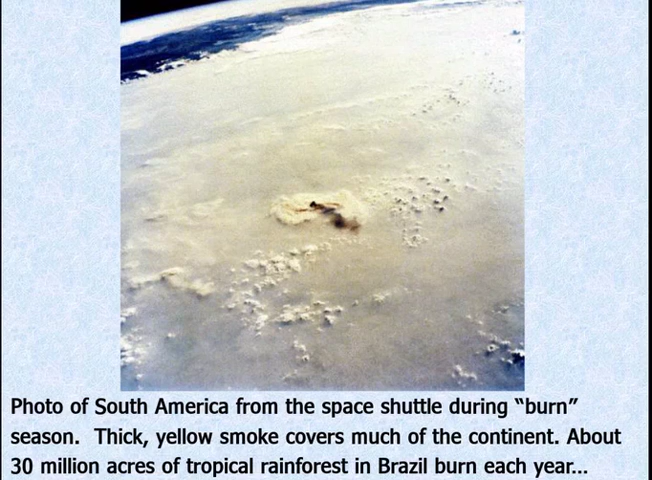 Photo of South America from the space shuttle during “burn”
season.  Thick, yellow smoke covers much of the continent. About
30 million acres of tropical rainforest in Brazil burn each year...